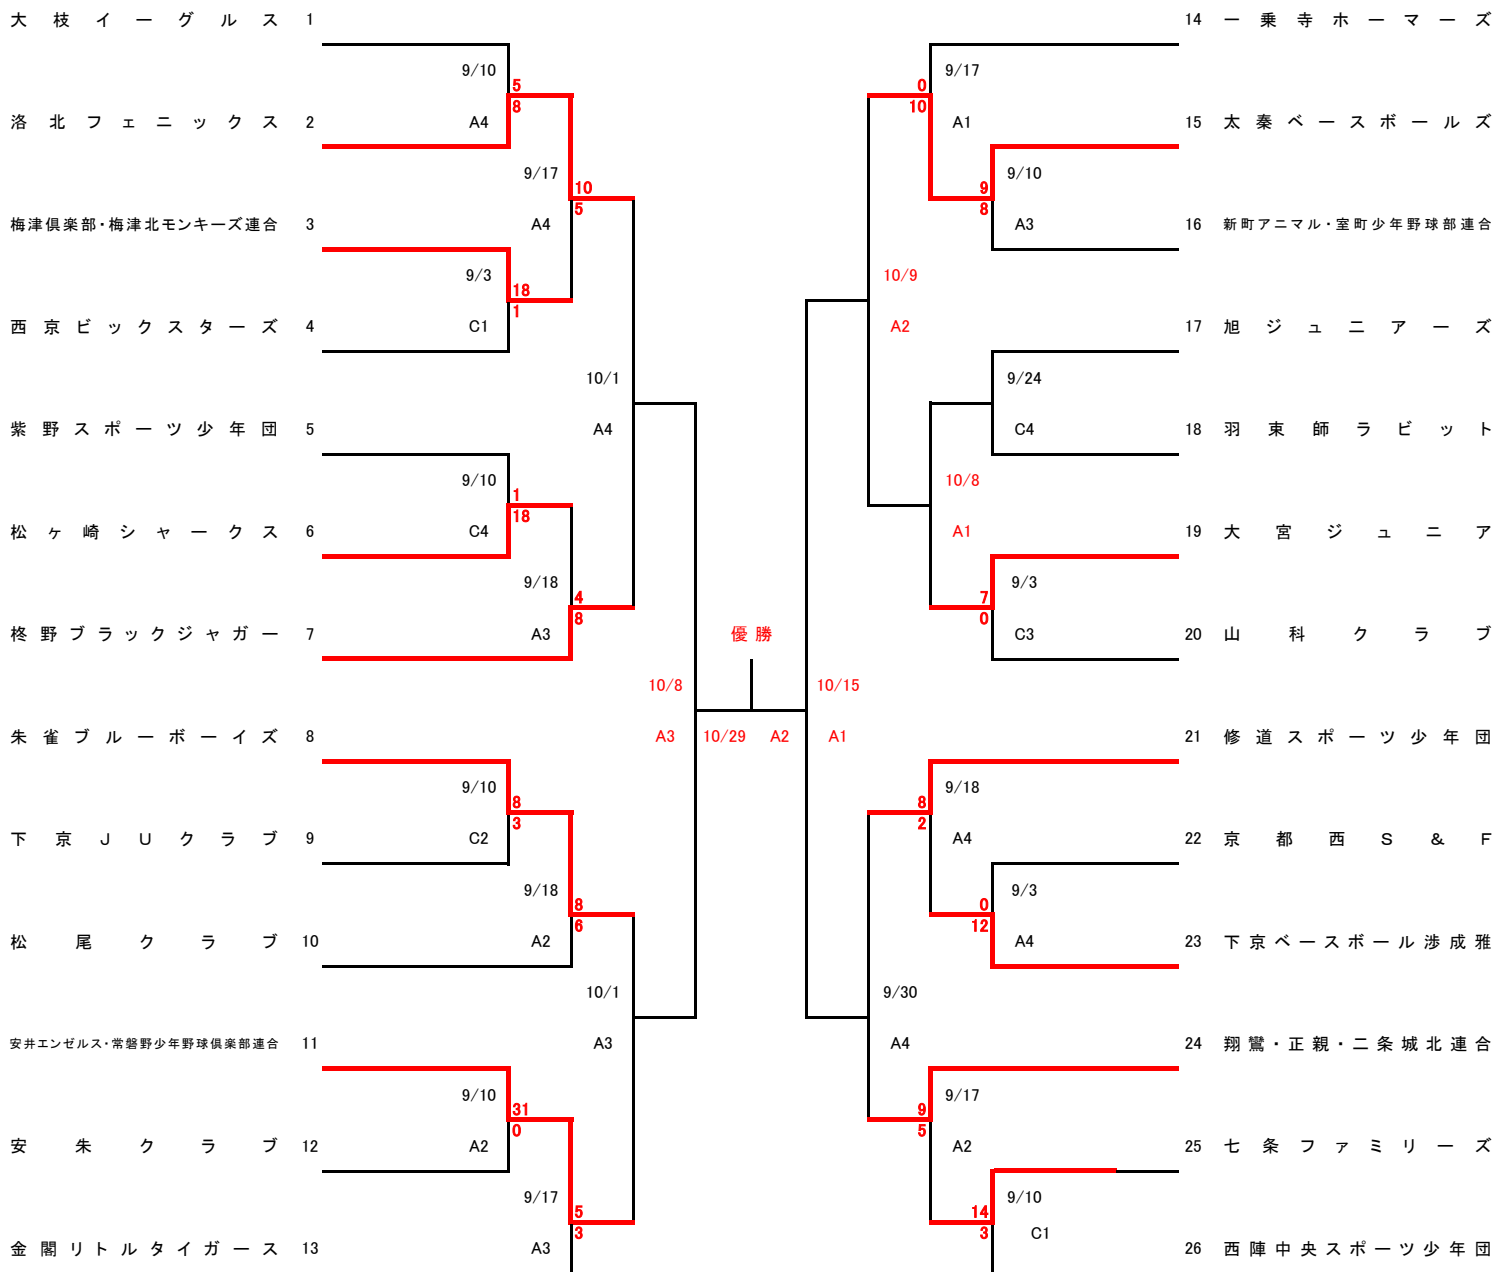 大枝イーグルス 1
9/10
5
8
洛北フェニックス 2
A4
9/17
10
5
梅津倶楽部・梅津北モンキーズ連合 3
A4
9/3
18
1
西京ビックスターズ 4
C1
10/1
紫野スポーツ少年団 5
A4
9/10
1
18
松ヶ崎シャークス 6
C4
9/18
4
8
柊野ブラックジャガー 7
A3
10/8
朱雀ブルーボーイズ 8
A3
9/10
8
3
下京JUクラブ 9
C2
9/18
8
6
松尾クラブ 10
A2
10/1
安井エンゼルス・常磐野少年野球倶楽部連合 11
A3
9/10
31
0
安朱クラブ 12
A2
9/17
5
3
金閣リトルタイガース 13
A3
優勝
10/29 A2
14 一乗寺ホーマーズ
9/17
0
10
A1
15 太秦ベースボールズ
9/10
9
8
A3
16 新町アニマル・室町少年野球部連合
10/9
A2
17 旭ジュニアーズ
9/24
C4
18 羽束師ラビット
10/8
A1
19 大宮ジュニア
9/3
7
0
C3
20 山科クラブ
10/15
A1
21 修道スポーツ少年団
9/18
8
2
A4
22 京都西S&F
9/3
0
12
A4
23 下京ベースボール渉成雅
9/30
A4
24 翔鸞・正親・二条城北連合
9/17
9
5
A2
25 七条ファミリーズ
9/10
14
3
C1
26 西陣中央スポーツ少年団